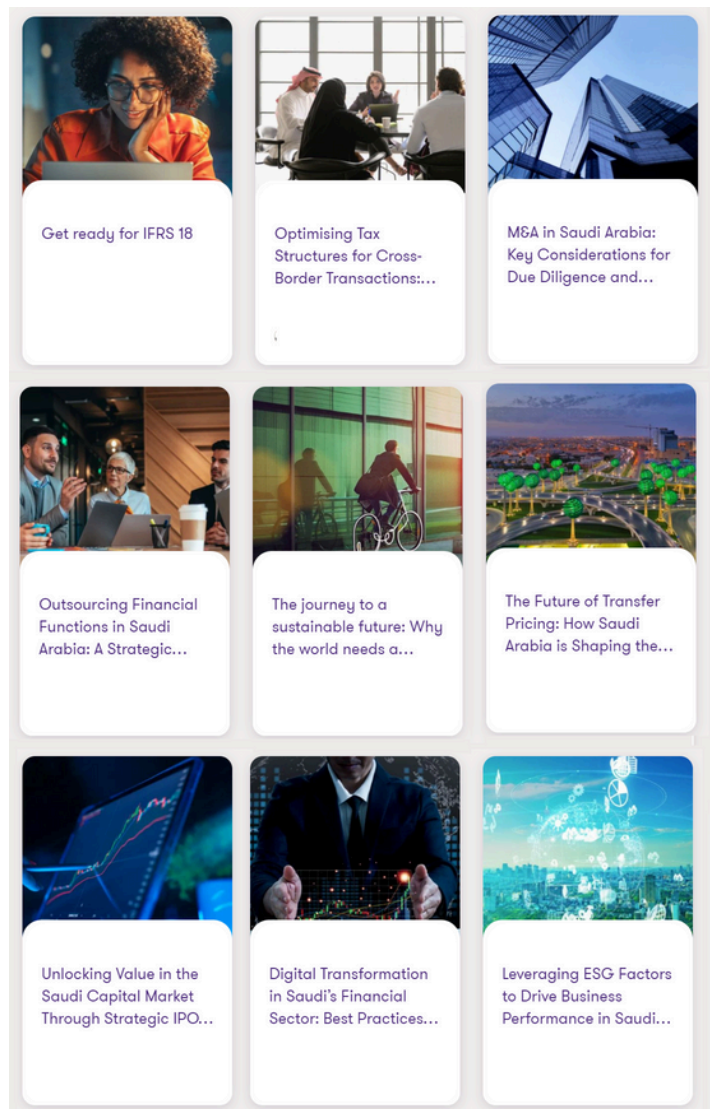 Get ready for IFRS 18
Optimising Tax
Structures for Cross-
Border Transactions:...
M&A in Saudi Arabia:
Key Considerations for
Due Diligence and...
Outsourcing Financial
Functions in Saudi
Arabia: A Strategic...
The journey to a
sustainable future: Why
the world needs a...
The Future of Transfer
Pricing: How Saudi
Arabia is Shaping the...
Unlocking Value in the
Saudi Capital Market
Through Strategic IPO...
Digital Transformation
in Saudi's Financial
Sector: Best Practices...
Leveraging ESG Factors
to Drive Business
Performance in Saudi...